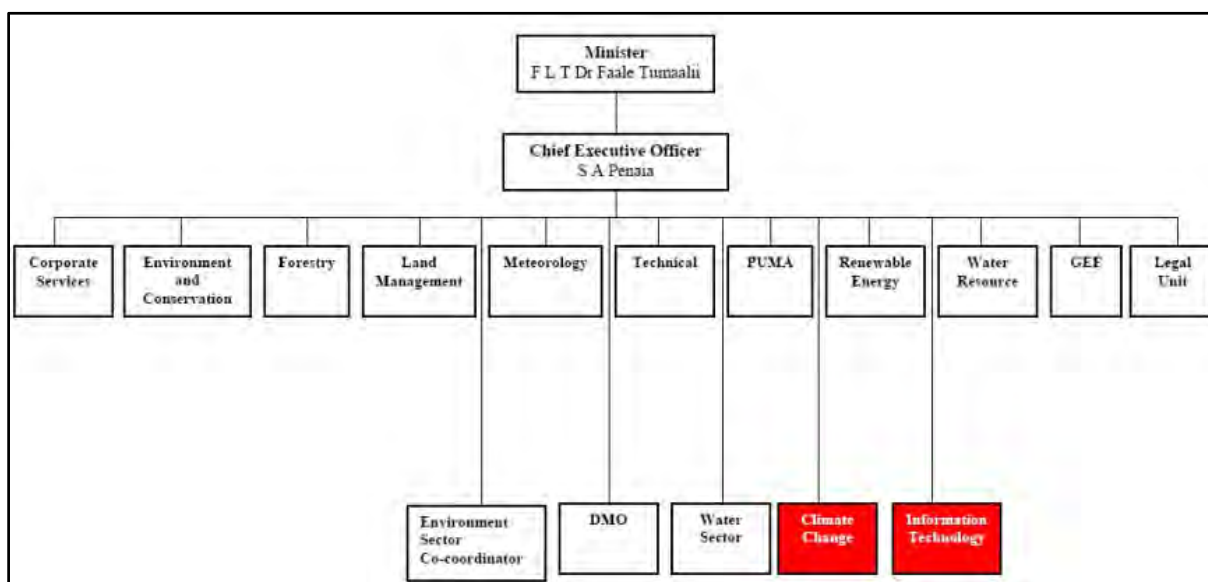 Minister
F L T Dr Faale Tumaalii
Chief Executive Officer
S A Penaia
Corporate
Services
Environment
and
Conservation
Forestry
Land
Management
Meteorology
Technical
PUMA
Renewable
Energy
Water
Resource
GEF
Legal
Unit
Environment
Sector
Co-coordinator
DMO
Water
Sector
Climate
Change
Information
Technology